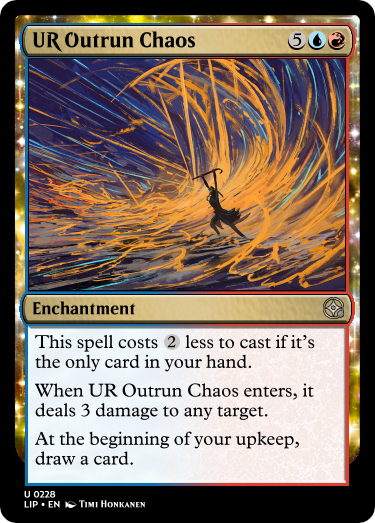 UR Outrun Chaos 5
Enchantment
This spell costs 2 less to cast if it's
the only card in your hand.
When UR Outrun Chaos enters, it
deals 3 damage to any target.
At the beginning of your upkeep,
draw a card.
U 0228
LIP • EN Timi Honkanen